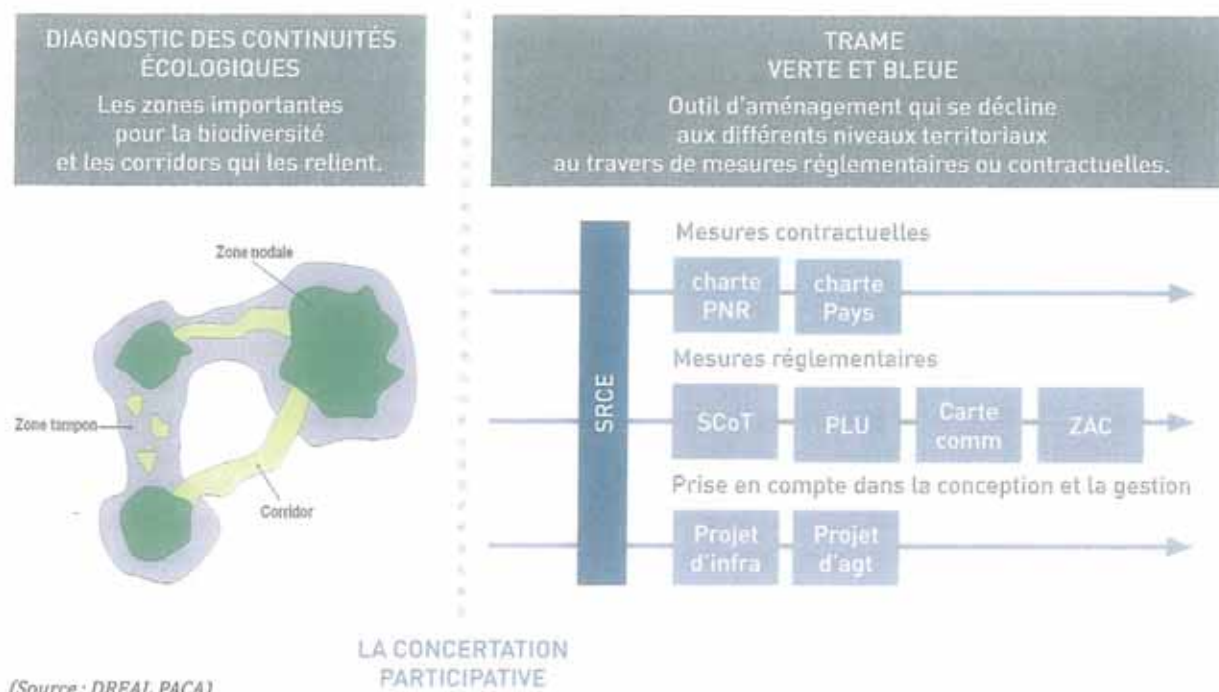 DIAGNOSTIC DES CONTINUITÉS
ÉCOLOGIQUES
Les zones importantes
pour la biodiversité
et les corridors qui les relient.
TRAME
VERTE ET BLEUE
Outil d'aménagement qui se décline
aux différents niveaux territoriaux
au travers de mesures réglementaires ou contractuelles.
Zone nodale
Zone tampon
Corridor
SRCE
Mesures contractuelles
charte
PNR
charte
Pays
Mesures réglementaires
SCoT
PLU
Carte
comm
ZAC
Prise en compte dans la conception et la gestion
Projet
d'infra
Projet
d'agt
LA CONCERTATION
PARTICIPATIVE
(Source : DREAL PACA)